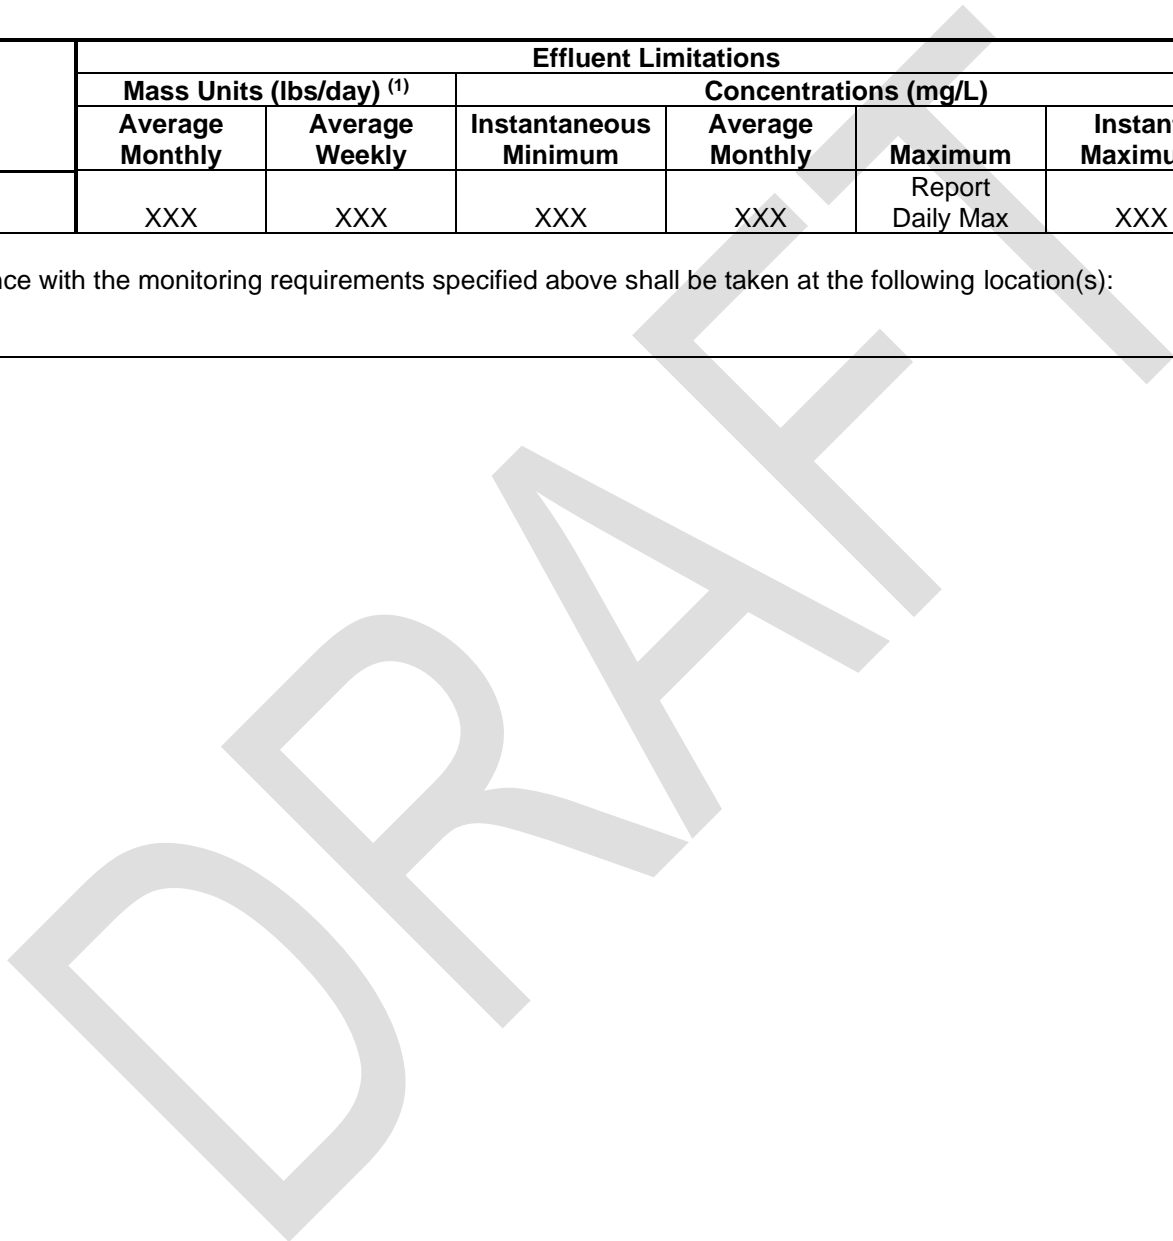 Effluent Limitations
Mass Units (lbs/day) (1) Concentrations (mg/L)
Average Average Instantaneous Average
Monthly Weekly Minimum Monthly Maximum
Report
XXX XXX XXX XXX Daily Max XXX
with the monitoring requirements specified above shall be taken at the following location(s):
DRAFT